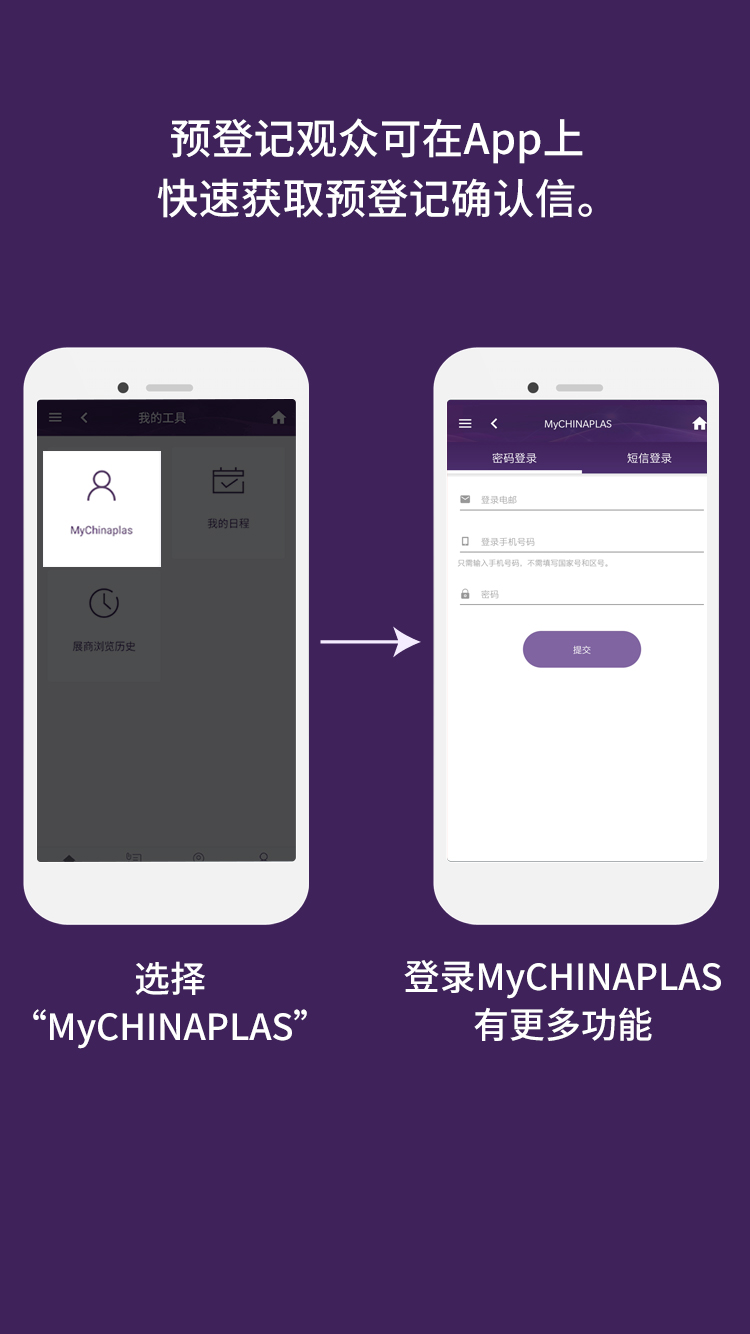 预登记观众可在App上
快速获取预登记确认信。
我的工具
MyChinaplas
我的日程
展商浏览历史
MyCHINAPLAS
密码登录
短信登录
登录电邮
登录手机号码
只需输入手机号码，不需填写国家号和区号。
密码
提交
选择
“MyCHINAPLAS”
登录MyCHINAPLAS
有更多功能